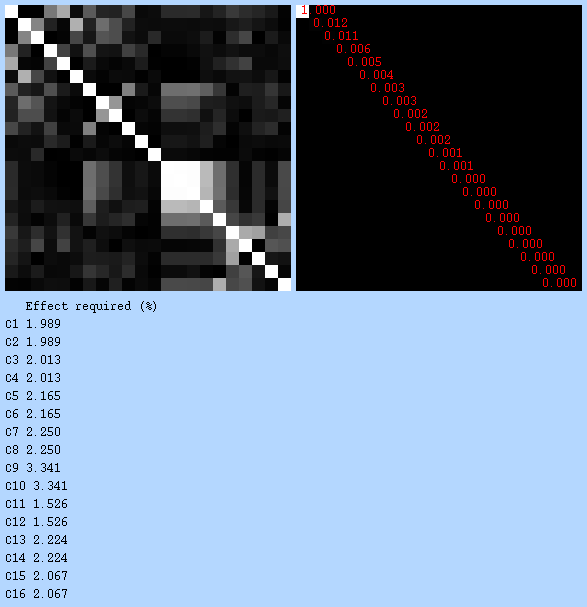 1.000
0.012
0.011
0.006
0.005
0.004
0.003
0.003
0.002
0.002
0.002
0.001
0.001
0.000
0.000
0.000
0.000
0.000
0.000
0.000
0.000
0.000
Effect required (%)
C1 1.989
C2 1.989
C3 2.013
C4 2.013
C5 2.165
C6 2.165
C7 2.250
C8 2.250
C9 3.341
C10 3.341
C11 1.526
C12 1.526
C13 2.224
C14 2.224
C15 2.067
C16 2.067